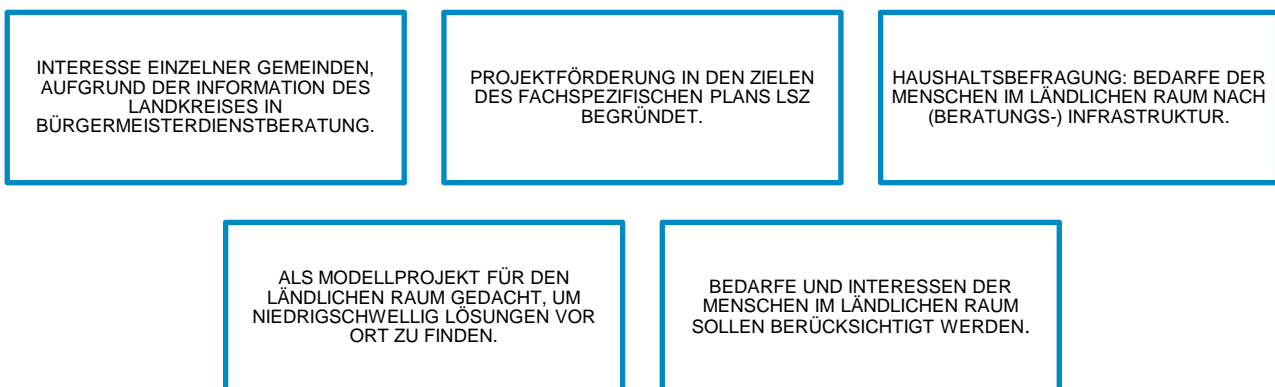 INTERESSE EINZELNER GEMEINDEN,
AUFGRUND DER INFORMATION DES
LANDKREISES IN
BÜRGERMEISTERDIENSTBERATUNG.
PROJEKTFÖRDERUNG IN DEN ZIELEN
DES FACHSPEZIFISCHEN PLANS LSZ
BEGRÜNDET.
HAUSHALTSBEFRAGUNG: BEDARFE DER
MENSCHEN IM LÄNDLICHEN RAUM NACH
(BERATUNGS-) INFRASTRUKTUR.
ALS MODELLPROJEKT FÜR DEN
LÄNDLICHEN RAUM GEDACHT, UM
NIEDRIGSCHWELLIG LÖSUNGEN VOR
ORT ZU FINDEN.
BEDARFE UND INTERESSEN DER
MENSCHEN IM LÄNDLICHEN RAUM
SOLLEN BERÜCKSICHTIGT WERDEN.